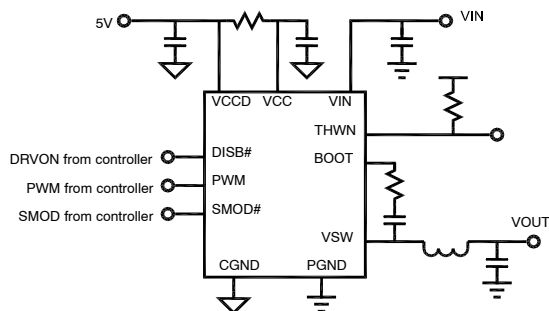 5V
VIN
VCCD VCC VIN
THWN
DISB#
BOOT
DRVON from controller
PWM
PWM from controller
SMOD#
SMOD from controller
VSW
VOUT
CGND PGND